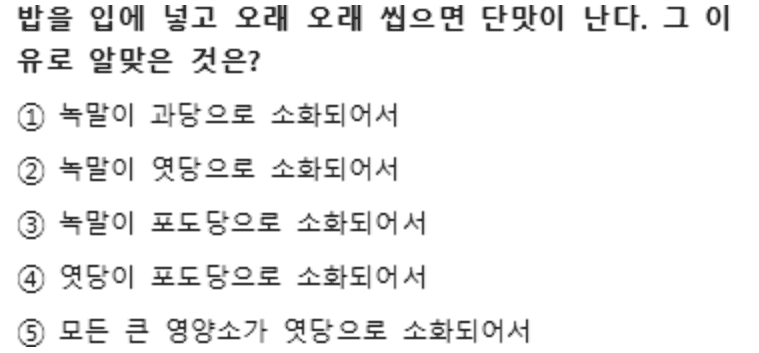 밥을 입에 넣고 오래 오래 씹으면 단맛이 난다. 그 이
유로 알맞은 것은?
① 녹말이 과당으로 소화되어서
② 녹말이 엿당으로 소화되어서
③ 녹말이 포도당으로 소화되어서
④ 엿당이 포도당으로 소화되어서
⑤ 모든 큰 영양소가 엿당으로 소화되어서